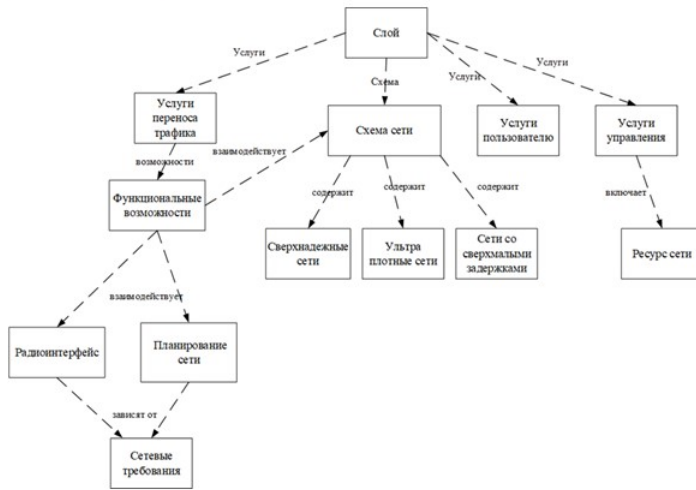 Слой
Услуги
Услуги
Схема
Услуги
Услуги
переноса
трафика
Схема сети
Услуги
пользователю
Услуги
управления
взаимодействует
возможности
Функциональные
возможности
содержит
содержит
содержит
включает
Сверхнадежные
сети
Ультра
плотные сети
Сети со
сверхмалыми
задержками
Ресурс сети
взаимодействует
Радиоинтерфейс
Планирование
сети
зависят от
Сетевые
требования